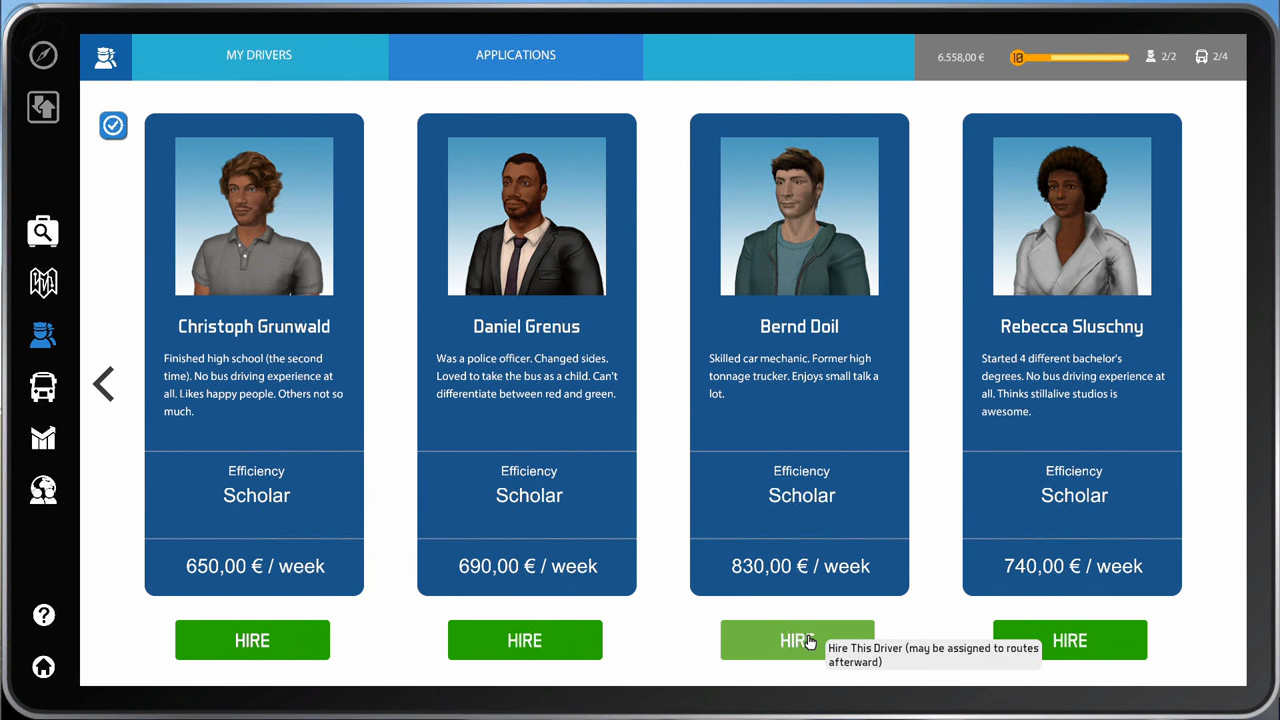 MY DRIVERS
APPLICATIONS
6.558,00 €
10
2/2
2/4
Christoph Grunwald
Finished high school (the second
time). No bus driving experience at
all. Likes happy people. Others not so
much.
Efficiency
Scholar
650,00 € / week
HIRE
Daniel Grenus
Was a police officer. Changed sides.
Loved to take the bus as a child. Can't
differentiate between red and green.
Efficiency
Scholar
690,00 € / week
HIRE
Bernd Doil
Skilled car mechanic. Former high
tonnage trucker. Enjoys small talk a
lot.
Efficiency
Scholar
830,00 € / week
HIRE
Hire This Driver (may be assigned to routes
afterward)
Rebecca Sluschny
Started 4 different bachelor's
degrees. No bus driving experience at
all. Thinks stillalive studios is
awesome.
Efficiency
Scholar
740,00 € / week
HIRE